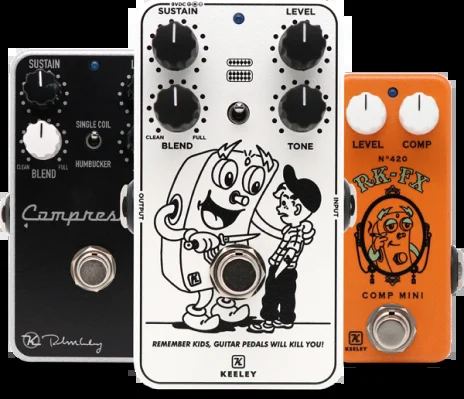 SUSTAIN
SINGLE COIL
HUMBUCKER
CLEAN
FULL
BLEND
Compres
9VDC
SUSTAIN
LEVEL
CLEAN
FULL
BLEND
TONE
OUTPUT
INPUT
REMEMBER KIDS, GUITAR PEDALS WILL KILL YOU!
KEELEY
LEVEL
COMP
Nº420
RK-FX
COMP MINI
KEELEY